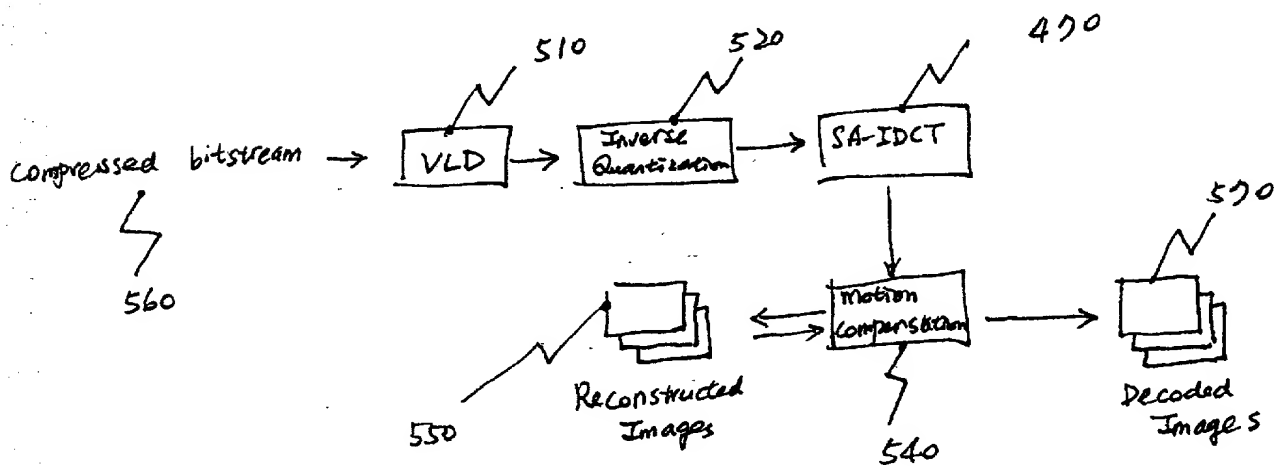 510
520
470
compressed bitstream
VLD
Inverse
Quantization
SA-IDCT
570
560
Motion
Compenstation
550
Reconstructed
Images
540
Decoded
Images